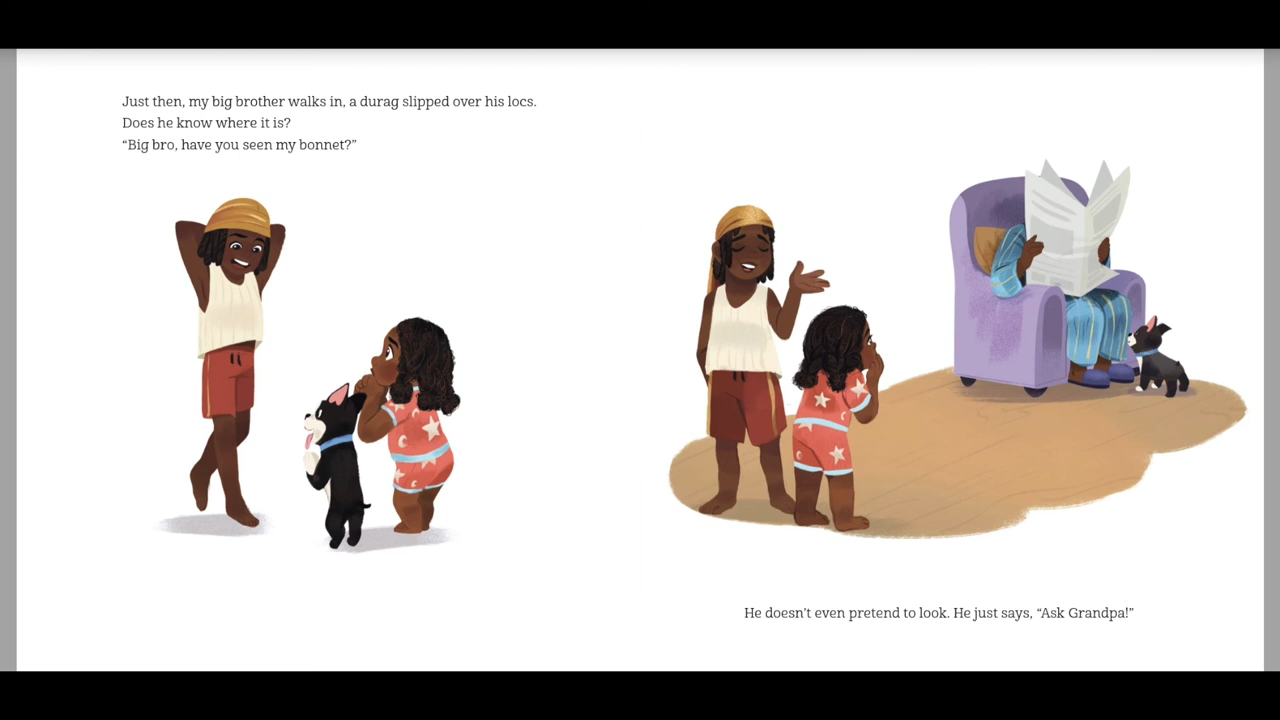 Just then, my big brother walks in, a durag slipped over his locs.
Does he know where it is?
“Big bro, have you seen my bonnet?”
He doesn’t even pretend to look. He just says, “Ask Grandpa!”